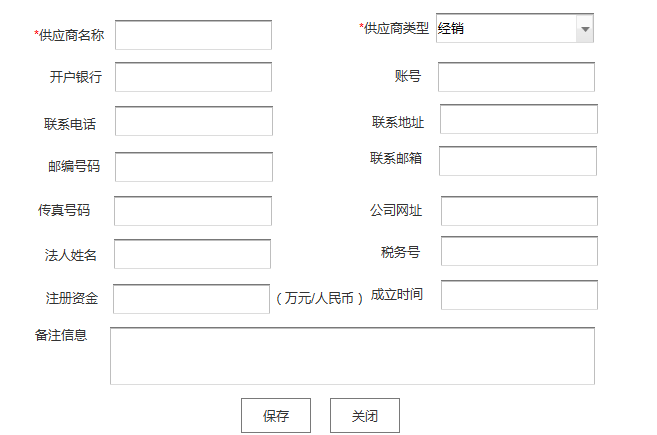 *供应商名称 *供应商类型 经销
开户银行 账号
联系电话 联系地址
邮编号码 联系邮箱
传真号码 公司网址
法人姓名 税务号
注册资金 （万元/人民币） 成立时间
备注信息
保存 关闭